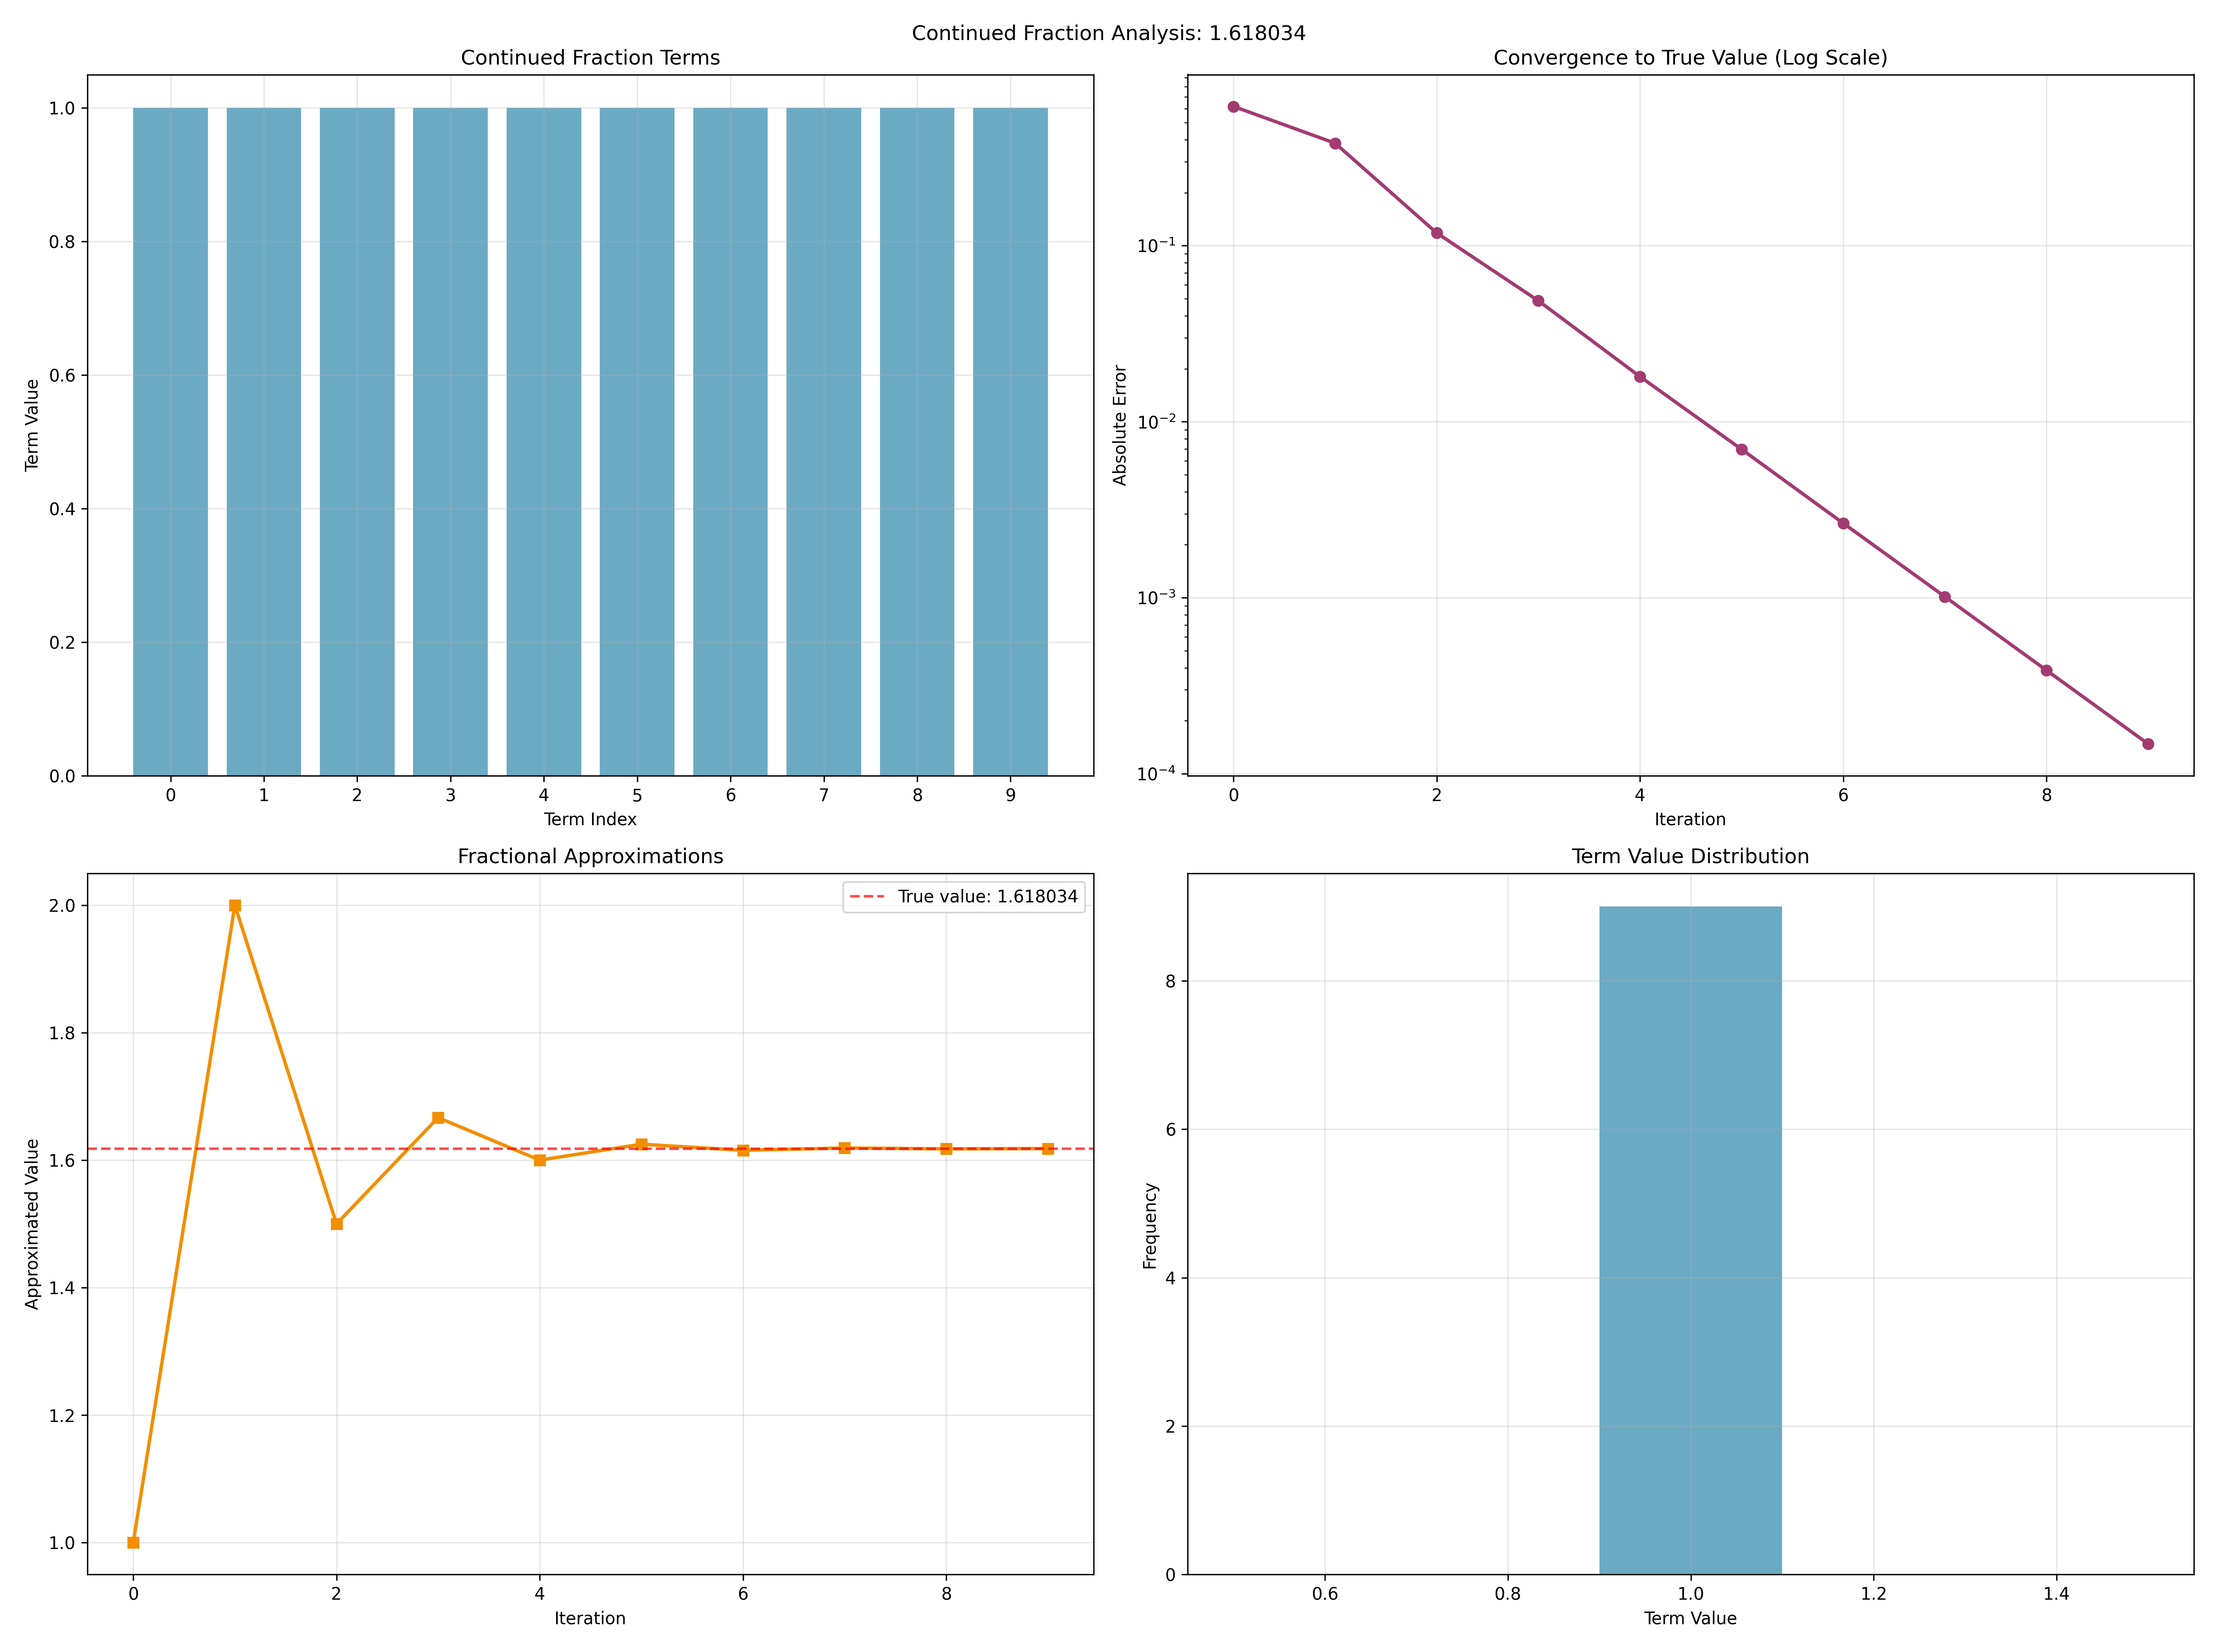 Continued Fraction Analysis: 1.618034
Continued Fraction Terms
1.0
0.8
0.6
0.4
0.2
0.0
Term Value
0 1 2 3 4 5 6 7 8 9
Term Index
Convergence to True Value (Log Scale)
10⁻¹
10⁻²
10⁻³
10⁻⁴
Absolute Error
0 2 4 6 8
Iteration
Fractional Approximations
True value: 1.618034
2.0
1.8
1.6
1.4
1.2
1.0
Approximated Value
0 2 4 6 8
Iteration
Term Value Distribution
8
6
4
2
0
Frequency
0.6 0.8 1.0 1.2 1.4
Term Value